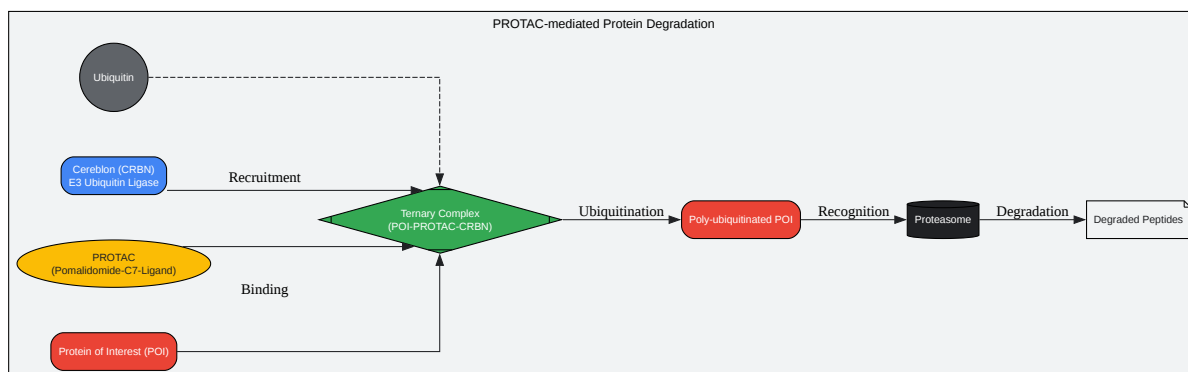 PROTAC-mediated Protein Degradation
Ubiquitin
Cereblon (CRBN)
E3 Ubiquitin Ligase
Recruitment
PROTAC
(Pomalidomide-C7-Ligand)
Binding
Protein of Interest (POI)
Ternary Complex
(POI-PROTAC-CRBN)
Ubiquitination
Poly-ubiquitinated POI
Recognition
Proteasome
Degradation
Degraded Peptides